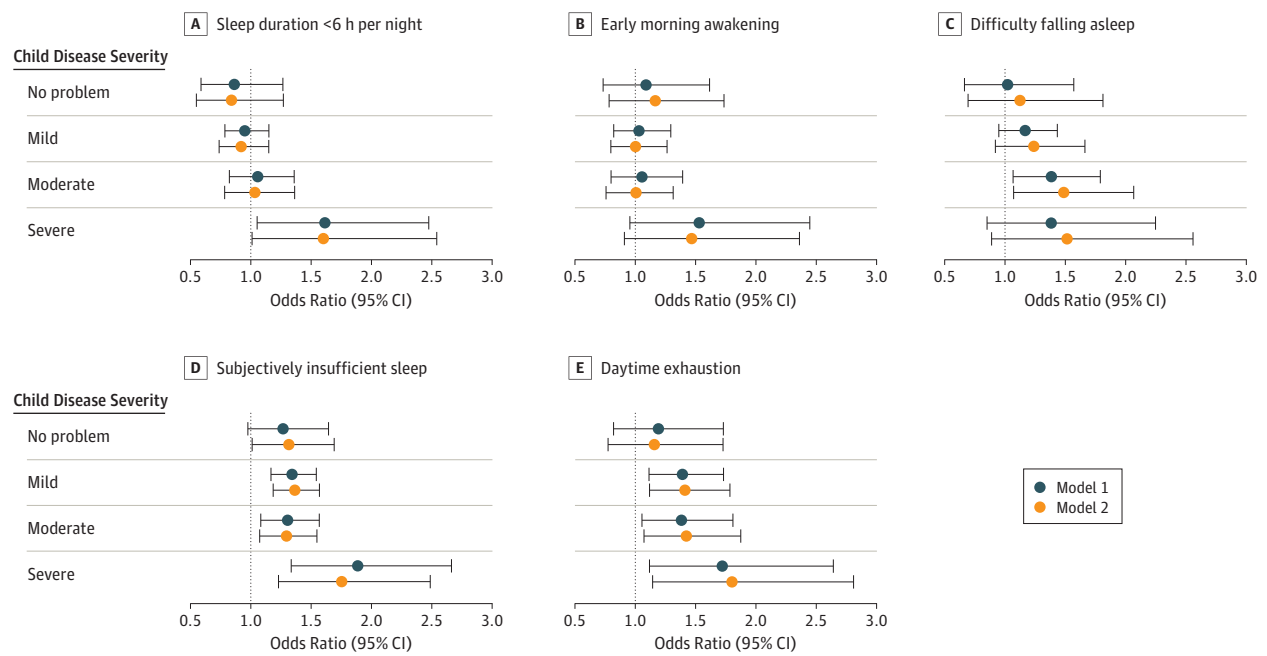 A Sleep duration <6 h per night
B Early morning awakening
C Difficulty falling asleep
Child Disease Severity
No problem
Mild
Moderate
Severe
0.5 1.0 1.5 2.0 2.5 3.0
Odds Ratio (95% CI)
0.5 1.0 1.5 2.0 2.5 3.0
Odds Ratio (95% CI)
0.5 1.0 1.5 2.0 2.5 3.0
Odds Ratio (95% CI)
D Subjectively insufficient sleep
E Daytime exhaustion
Child Disease Severity
No problem
Mild
Moderate
Severe
0.5 1.0 1.5 2.0 2.5 3.0
Odds Ratio (95% CI)
0.5 1.0 1.5 2.0 2.5 3.0
Odds Ratio (95% CI)
Model 1
Model 2